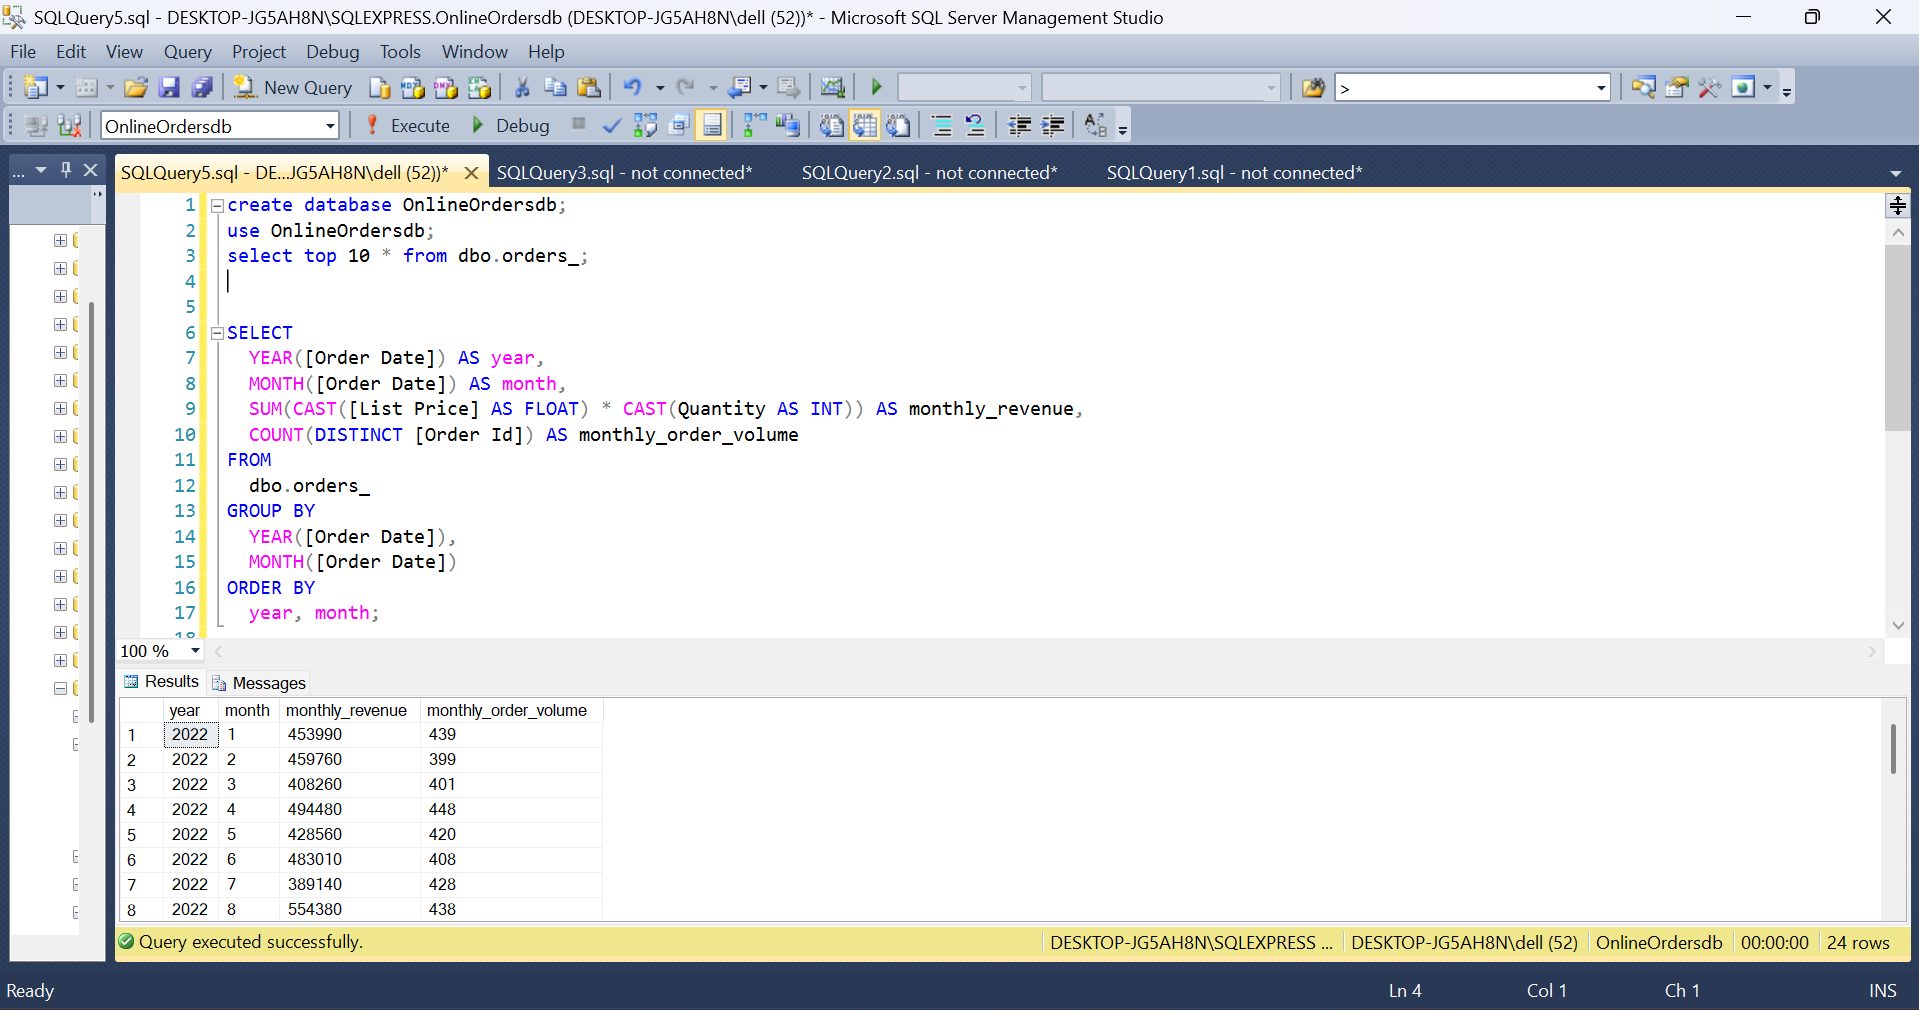 SQLQuery5.sql - DESKTOP-JG5AH8N\SQLEXPRESS.OnlineOrdersdb (DESKTOP-JG5AH8N\dell (52))* - Microsoft SQL Server Management Studio
File Edit View Query Project Debug Tools Window Help
New Query >
OnlineOrdersdb Execute Debug
... SQLQuery5.sql - DE...JG5AH8N\dell (52))* SQLQuery3.sql - not connected* SQLQuery2.sql - not connected* SQLQuery1.sql - not connected*
1 create database OnlineOrdersdb;
2 use OnlineOrdersdb;
3 select top 10 * from dbo.orders_;
4
5
6 SELECT
7 YEAR([Order Date]) AS year,
8 MONTH([Order Date]) AS month,
9 SUM(CAST([List Price] AS FLOAT) * CAST(Quantity AS INT)) AS monthly_revenue,
10 COUNT(DISTINCT [Order Id]) AS monthly_order_volume
11 FROM
12 dbo.orders_
13 GROUP BY
14 YEAR([Order Date]),
15 MONTH([Order Date])
16 ORDER BY
17 year, month;
18
100 %
Results Messages
year month monthly_revenue monthly_order_volume
1 2022 1 453990 439
2 2022 2 459760 399
3 2022 3 408260 401
4 2022 4 494480 448
5 2022 5 428560 420
6 2022 6 483010 408
7 2022 7 389140 428
8 2022 8 554380 438
Query executed successfully. DESKTOP-JG5AH8N\SQLEXPRESS ... DESKTOP-JG5AH8N\dell (52) OnlineOrdersdb 00:00:00 24 rows
Ready Ln 4 Col 1 Ch 1 INS